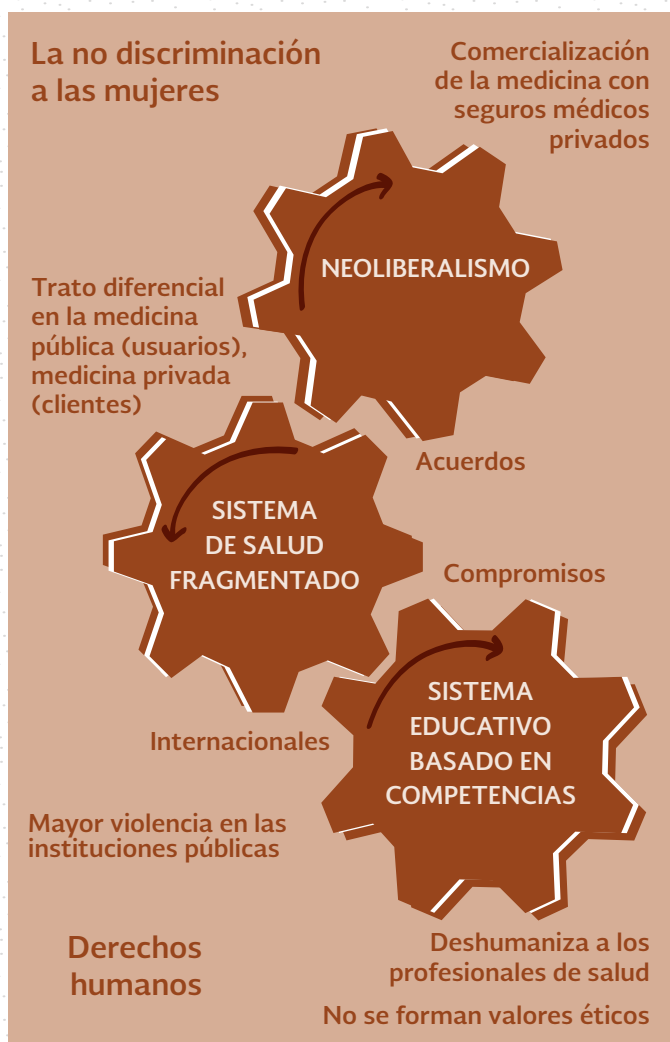 La no discriminación
a las mujeres
Comercialización
de la medicina con
seguros médicos
privados
NEOLIBERALISMO
Trato diferencial
en la medicina
pública (usuarios),
medicina privada
(clientes)
Acuerdos
SISTEMA
DE SALUD
FRAGMENTADO
Compromisos
SISTEMA
EDUCATIVO
BASADO EN
COMPETENCIAS
Internacionales
Mayor violencia en las
instituciones públicas
Derechos
humanos
Deshumaniza a los
profesionales de salud
No se forman valores éticos